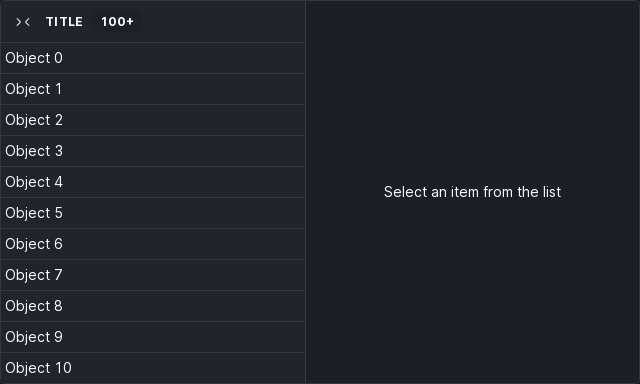 TITLE 100+
Object 0
Object 1
Object 2
Object 3
Object 4
Object 5
Object 6
Object 7
Object 8
Object 9
Object 10
Select an item from the list